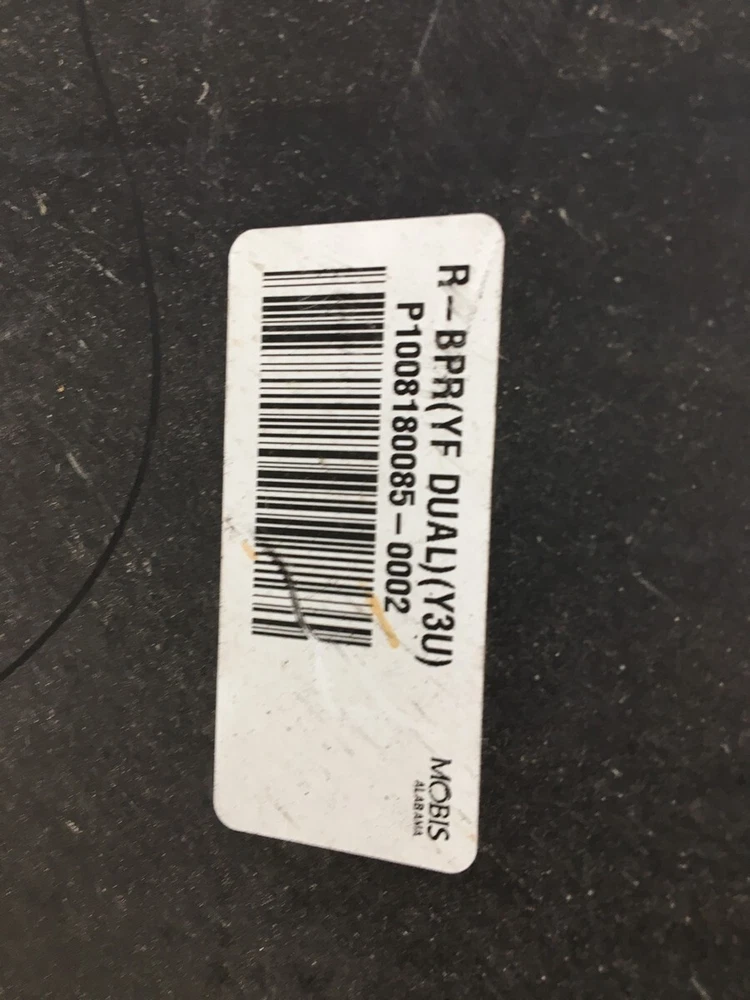 R-BPR(YF DUAL)(Y3U)
P1008180085-0002
MOBIS
ALABAMA